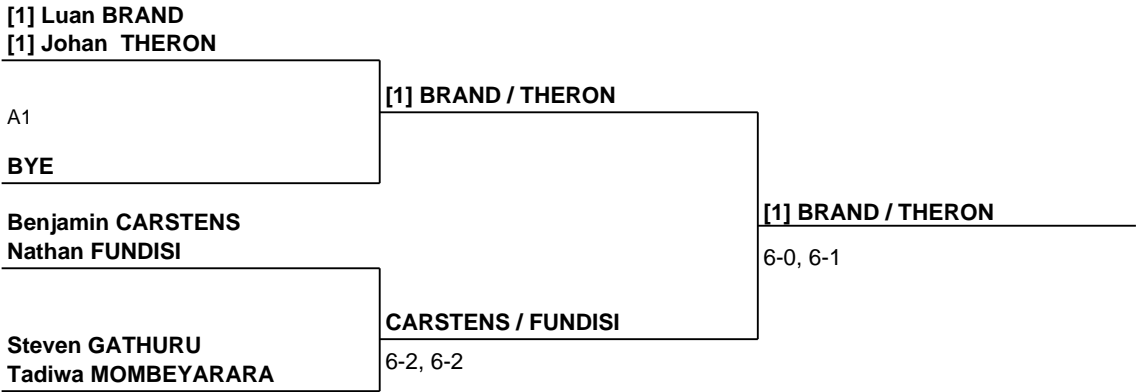 [1] Luan BRAND
[1] Johan  THERON
[1] BRAND / THERON
A1
BYE
[1] BRAND / THERON
Benjamin CARSTENS
Nathan FUNDISI
6-0, 6-1
CARSTENS / FUNDISI
Steven GATHURU
6-2, 6-2
Tadiwa MOMBEYARARA